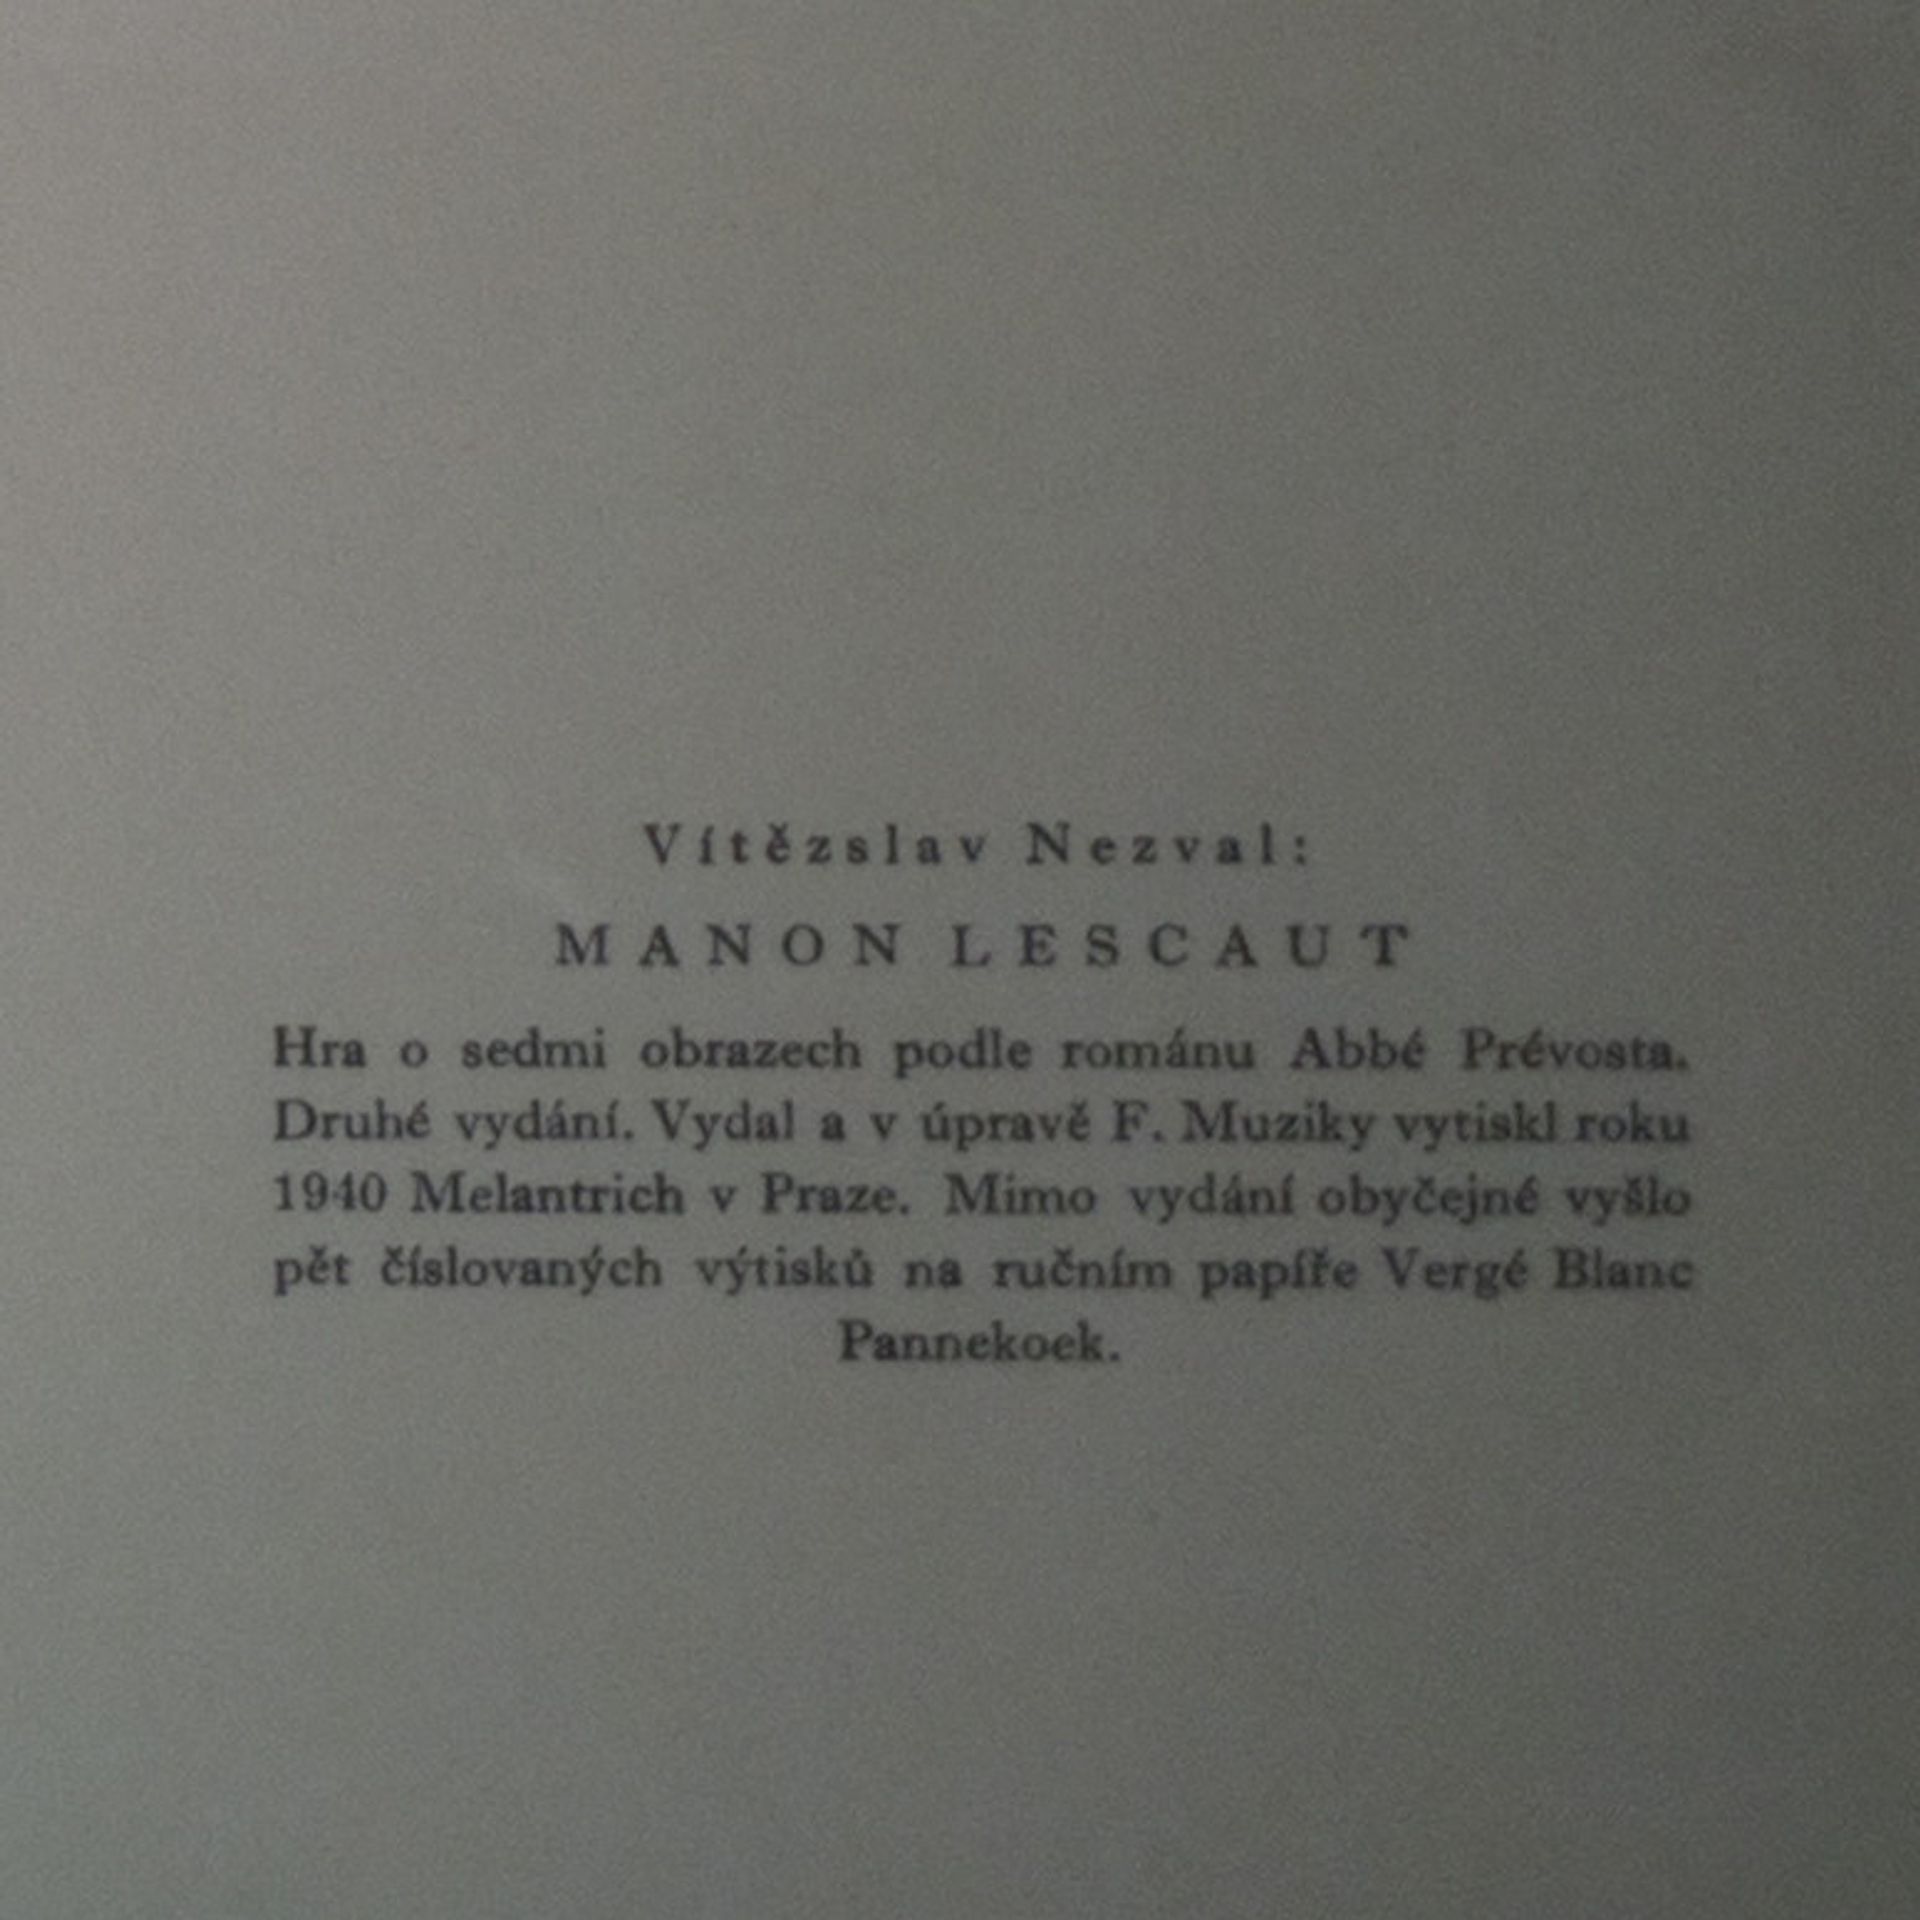 Vítězslav Nezval:
MANON LESCAUT
Hra o sedmi obrazech podle románu Abbé Prévosta.
Druhé vydání. Vydal a v úpravě F. Muziky vytiskl roku
1940 Melantrich v Praze. Mimo vydání obyčejné vyšlo
pět číslovaných výtisků na ručním papíře Vergé Blanc
Pannekoek.